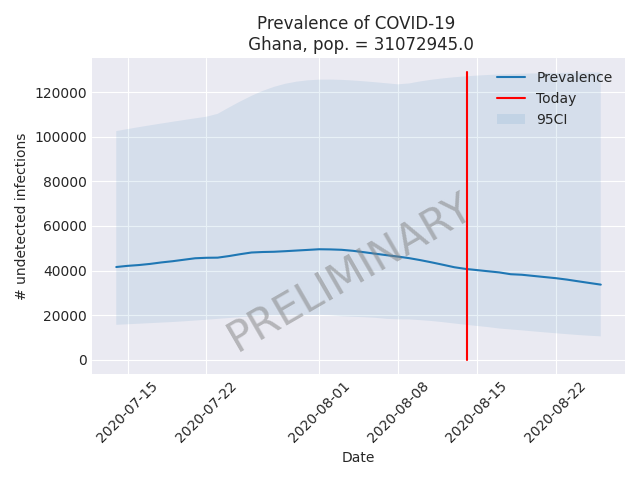 Prevalence of COVID-19
Ghana, pop. = 31072945.0
# undetected infections
120000
100000
80000
60000
40000
20000
0
Prevalence
Today
95CI
PRELIMINARY
2020-07-15
2020-07-22
2020-08-01
2020-08-08
2020-08-15
2020-08-22
Date